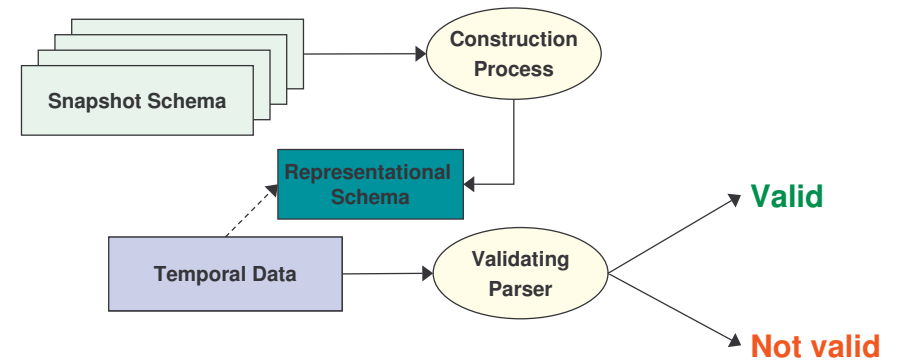 Construction
Process
Snapshot Schema
Representational
Schema
Valid
Temporal Data
Validating
Parser
Not valid